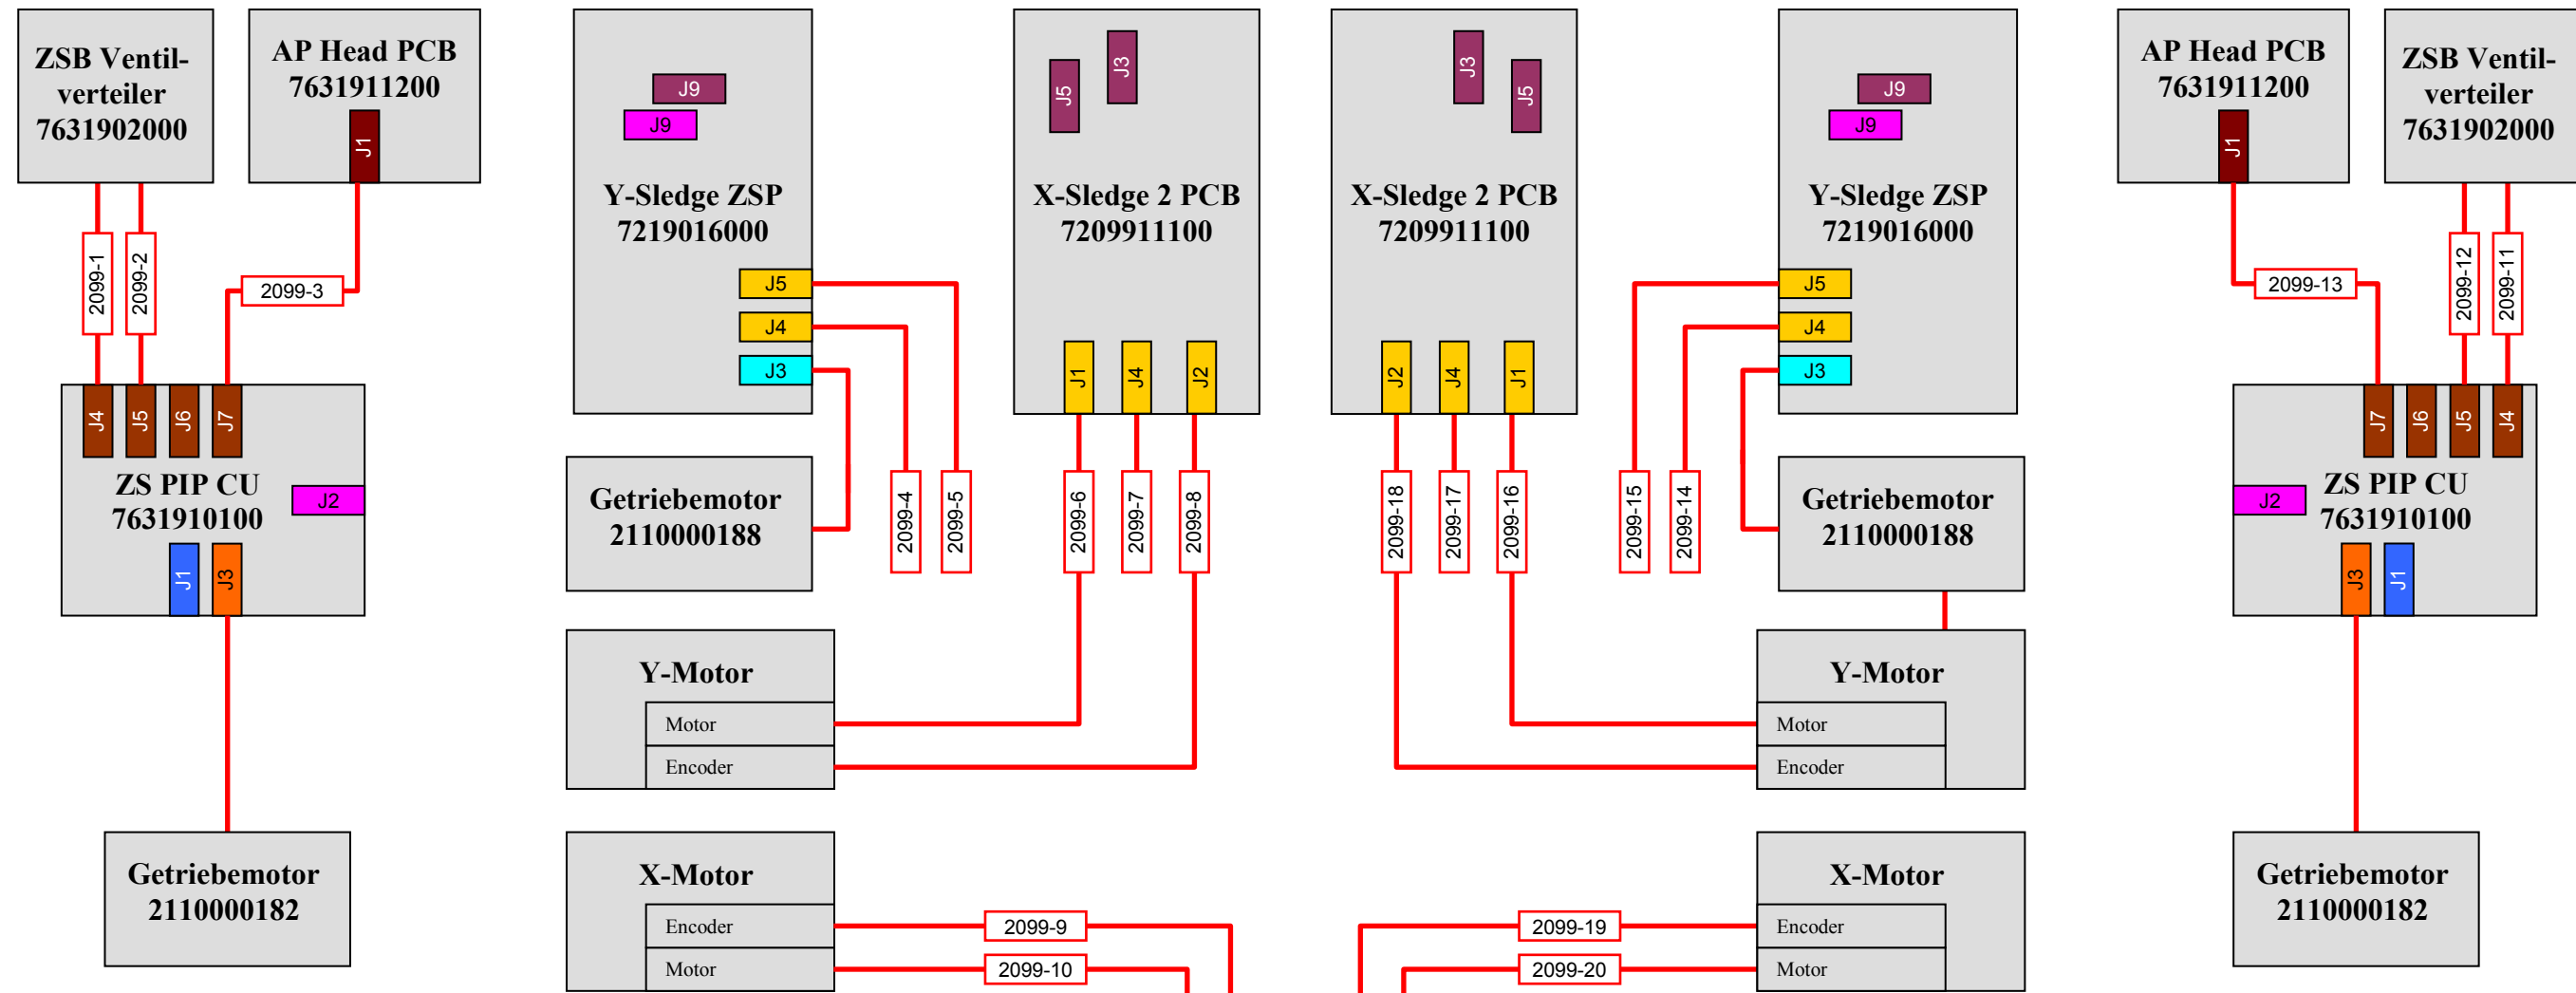 ZSB Ventil-
verteiler
7631902000
AP Head PCB
7631911200
J1
2099-1
2099-2
2099-3
J4
J5
J6
J7
ZS PIP CU
7631910100
J2
J1
J3
Getriebemotor
2110000182
J9
J9
Y-Sledge ZSP
7219016000
J5
J4
J3
Getriebemotor
2110000188
2099-4
2099-5
J5
J3
X-Sledge 2 PCB
7209911100
J1
J4
J2
2099-6
2099-7
2099-8
Y-Motor
Motor
Encoder
X-Motor
Encoder
Motor
2099-9
2099-10
J3
J5
X-Sledge 2 PCB
7209911100
J2
J4
J1
2099-18
2099-17
2099-16
2099-15
2099-14
J9
J9
Y-Sledge ZSP
7219016000
J5
J4
J3
Getriebemotor
2110000188
Y-Motor
Motor
Encoder
X-Motor
Encoder
Motor
2099-19
2099-20
AP Head PCB
7631911200
J1
ZSB Ventil-
verteiler
7631902000
2099-13
2099-12
2099-11
J7
J6
J5
J4
J2
ZS PIP CU
7631910100
J3
J1
Getriebemotor
2110000182